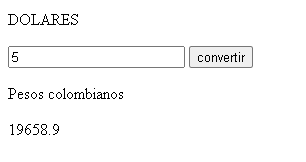 DOLARES
5 convertir
Pesos colombianos
19658.9